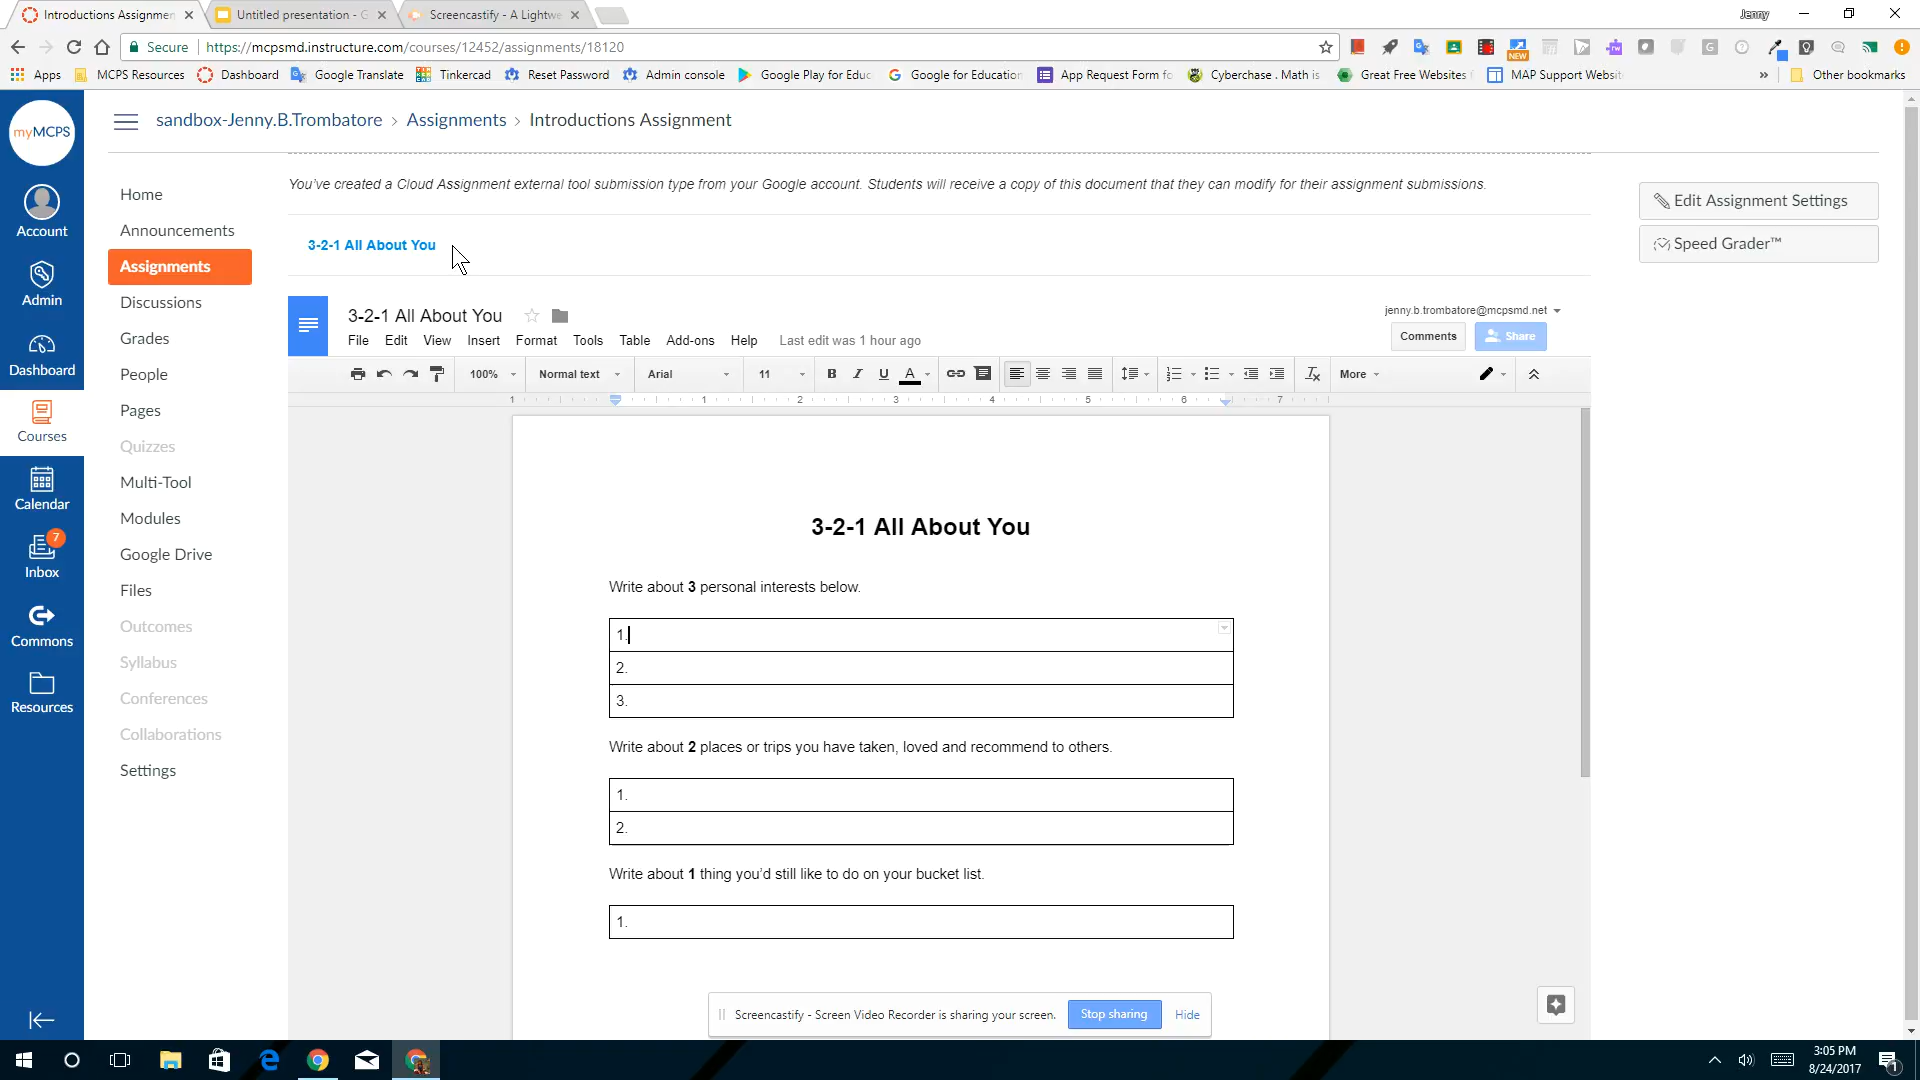 Introductions Assignmen
Untitled presentation - G
Screencastify - A Lightwe
Jenny
Secure
https://mcpsmd.instructure.com/courses/12452/assignments/18120
NEW
Apps
MCPS Resources
Dashboard
Google Translate
Tinkercad
Reset Password
Admin console
Google Play for Educ
Google for Education
App Request Form fo
Cyberchase . Math is
Great Free Websites
MAP Support Websit
»
Other bookmarks
myMCPS
sandbox-Jenny.B.Trombatore › Assignments › Introductions Assignment
Account
Admin
Dashboard
Courses
Calendar
7
Inbox
Commons
Resources
Home
Announcements
Assignments
Discussions
Grades
People
Pages
Quizzes
Multi-Tool
Modules
Google Drive
Files
Outcomes
Syllabus
Conferences
Collaborations
Settings
You've created a Cloud Assignment external tool submission type from your Google account. Students will receive a copy of this document that they can modify for their assignment submissions.
3-2-1 All About You
Edit Assignment Settings
Speed Grader™
3-2-1 All About You
jenny.b.trombatore@mcpsmd.net
File Edit View Insert Format Tools Table Add-ons Help Last edit was 1 hour ago
Comments
Share
100% Normal text Arial 11 B I U A More
1 1 2 3 4 5 6 7
3-2-1 All About You
Write about 3 personal interests below.
1.
2.
3.
Write about 2 places or trips you have taken, loved and recommend to others.
1.
2.
Write about 1 thing you'd still like to do on your bucket list.
1.
Screencastify - Screen Video Recorder is sharing your screen.
Stop sharing
Hide
3:05 PM
8/24/2017
1